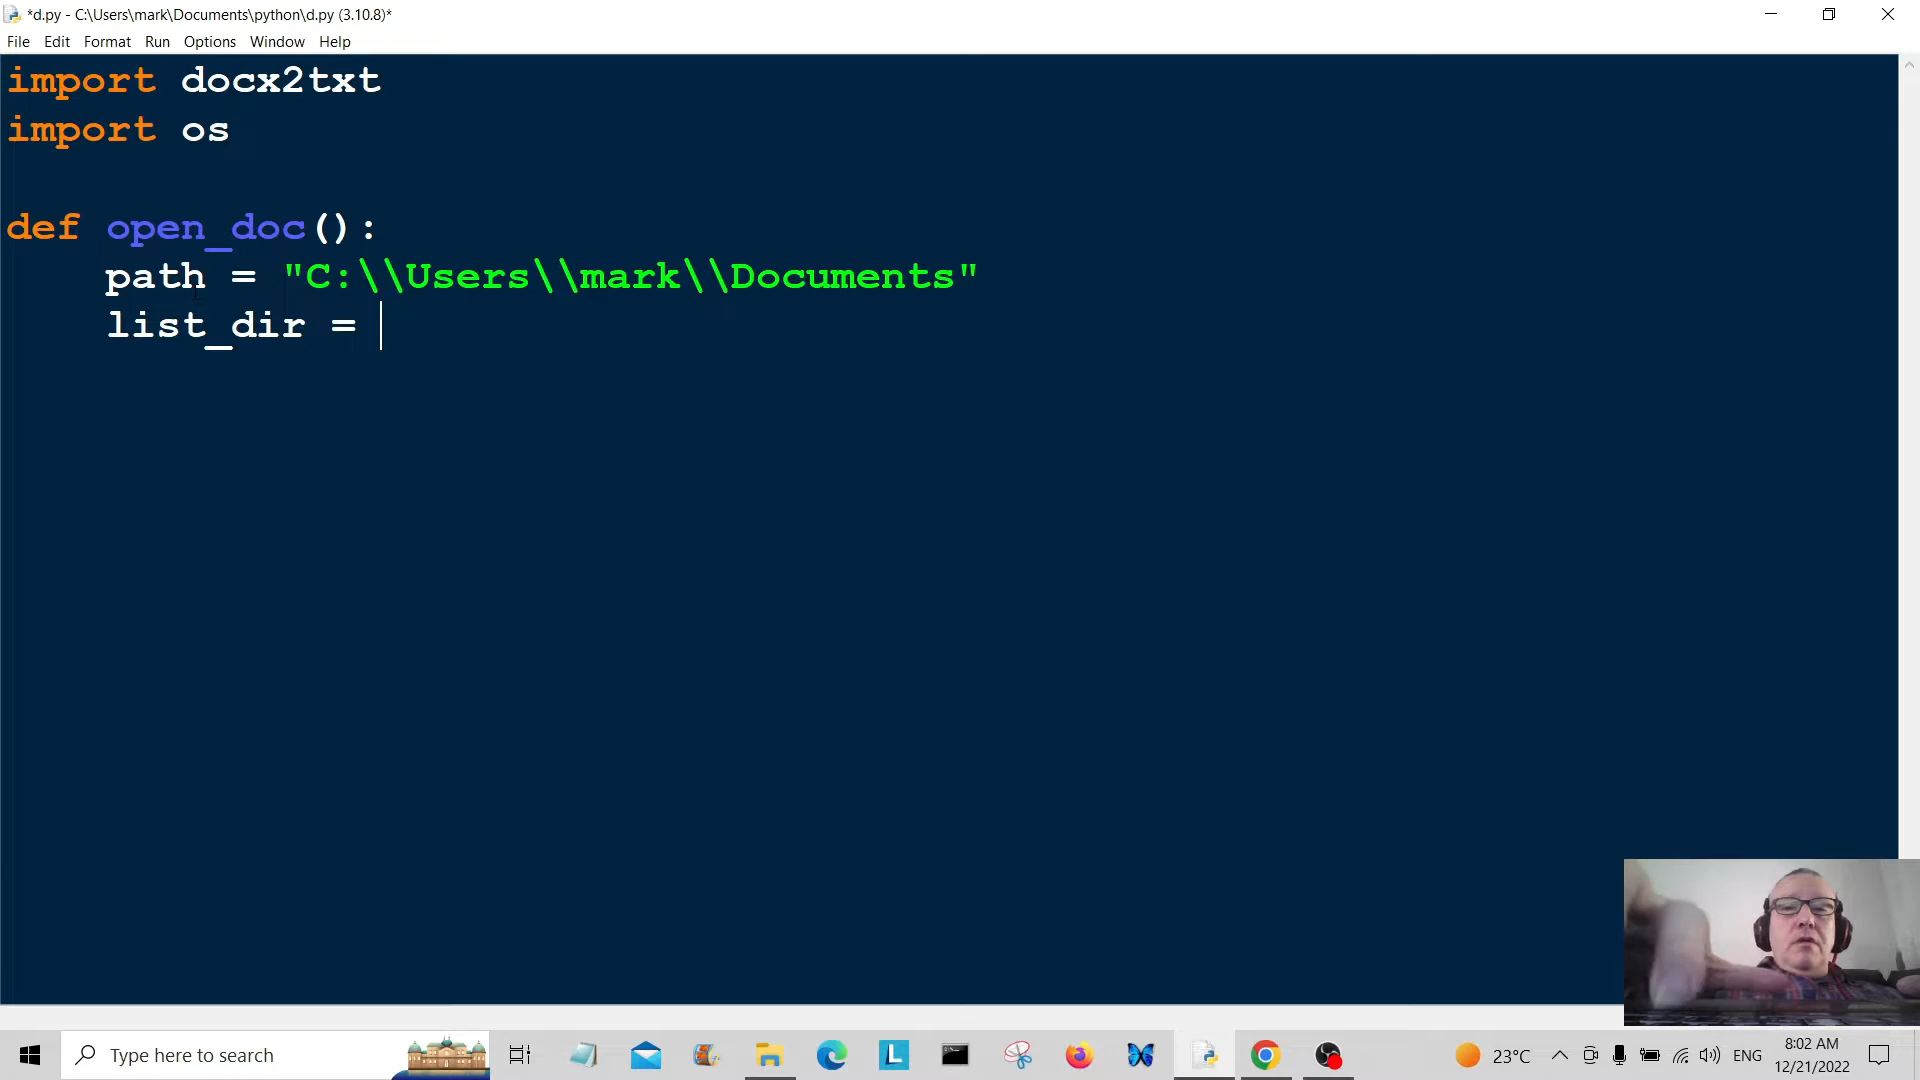 *d.py - C:\Users\mark\Documents\python\d.py (3.10.8)*
File Edit Format Run Options Window Help
import docx2txt
import os
def open_doc():
path = "C:\\Users\\mark\\Documents"
list_dir =
Type here to search
L
23°C
ENG
8:02 AM
12/21/2022